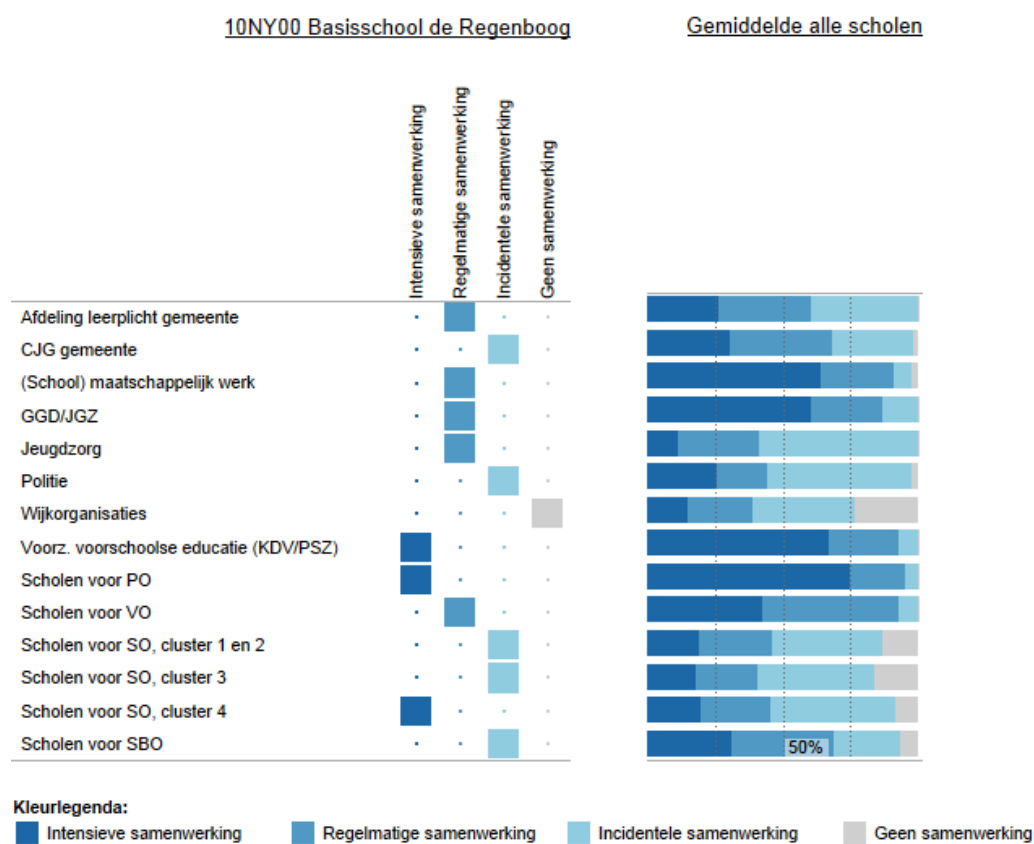 10NY00 Basisschool de Regenboog
Gemiddelde alle scholen
Intensieve samenwerking
Regelmatige samenwerking
Incidentele samenwerking
Geen samenwerking
Afdeling leerplicht gemeente
CJG gemeente
(School) maatschappelijk werk
GGD/JGZ
Jeugdzorg
Politie
Wijkorganisaties
Voorz. voorschoolse educatie (KDV/PSZ)
Scholen voor PO
Scholen voor VO
Scholen voor SO, cluster 1 en 2
Scholen voor SO, cluster 3
Scholen voor SO, cluster 4
Scholen voor SBO
50%
Kleurlegenda:
Intensieve samenwerking
Regelmatige samenwerking
Incidentele samenwerking
Geen samenwerking